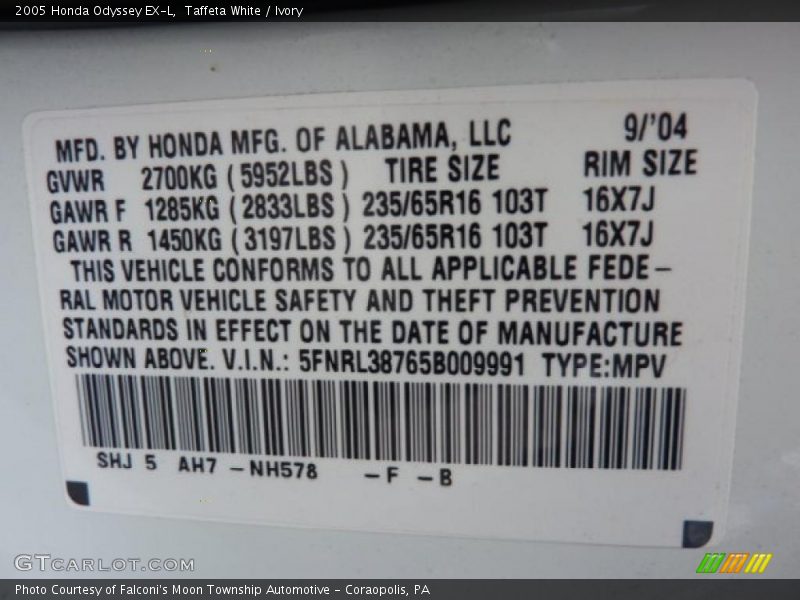 2005 Honda Odyssey EX-L, Taffeta White / Ivory
MFD. BY HONDA MFG. OF ALABAMA, LLC 9/'04
GVWR 2700KG (5952LBS) TIRE SIZE RIM SIZE
GAWR F 1285KG (2833LBS) 235/65R16 103T 16X7J
GAWR R 1450KG (3197LBS) 235/65R16 103T 16X7J
THIS VEHICLE CONFORMS TO ALL APPLICABLE FEDE-
RAL MOTOR VEHICLE SAFETY AND THEFT PREVENTION
STANDARDS IN EFFECT ON THE DATE OF MANUFACTURE
SHOWN ABOVE. V.I.N.: 5FNRL38765B009991 TYPE:MPV
SHJ 5 AH7 -NH578 -F -B
GTCARLOT.COM
Photo Courtesy of Falconi's Moon Township Automotive - Coraopolis, PA